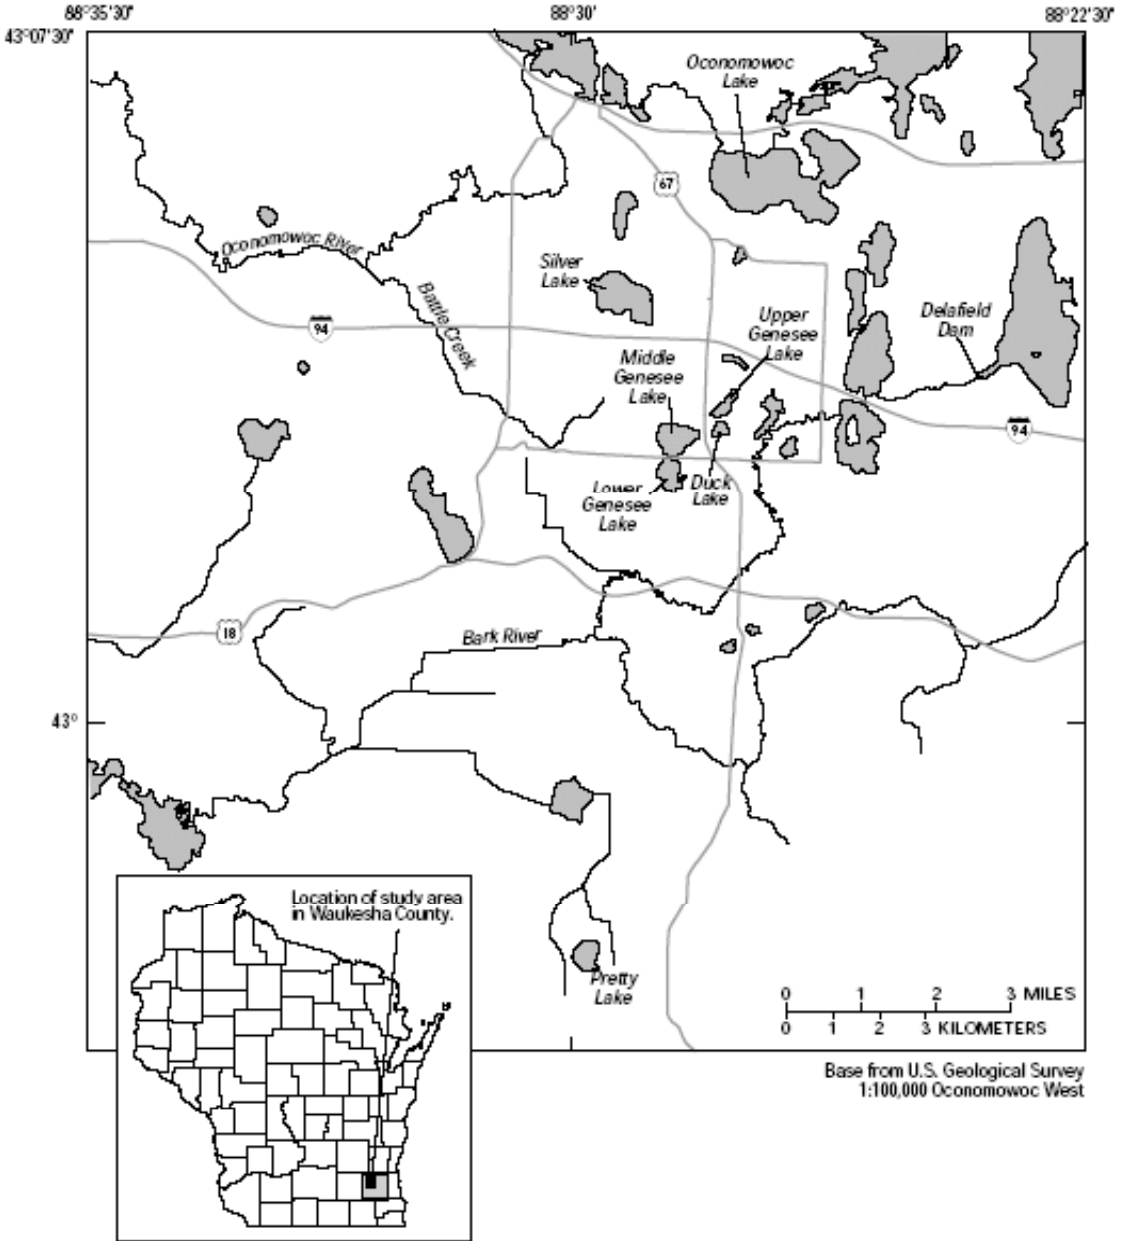 88°35'30"
88°30'
88°22'30"
43°07'30"
Oconomowoc
Lake
67
Oconomowoc River
Silver
Lake
Battle Creek
94
Upper
Genesee
Lake
Delafield
Dam
Middle
Genesee
Lake
94
Lower
Genesee
Lake
Duck
Lake
18
Bark River
43°
Location of study area
in Waukesha County.
Pretty
Lake
0 1 2 3 MILES
0 1 2 3 KILOMETERS
Base from U.S. Geological Survey
1:100,000 Oconomowoc West